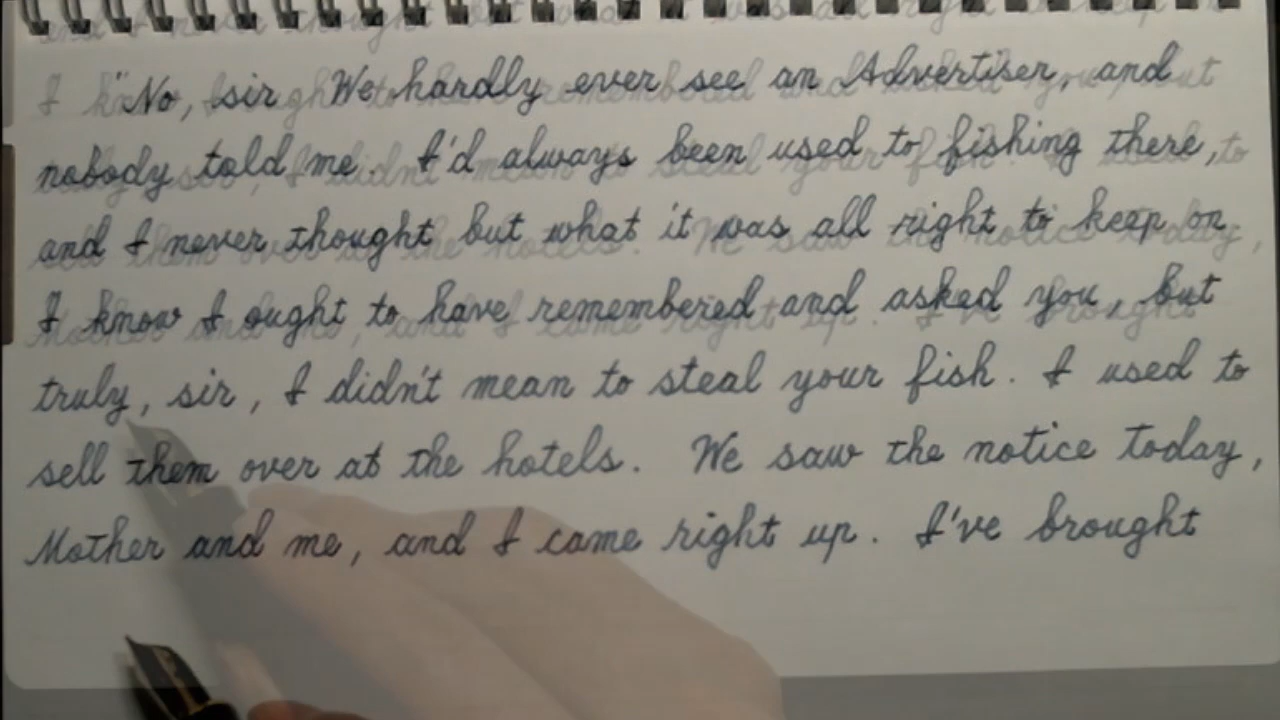 "No, sir We hardly ever see an Advertiser, and
nobody told me. I'd always been used to fishing there,
and I never thought but what it was all right to keep on
I know I ought to have remembered and asked you, but
truly, sir, I didn't mean to steal your fish. I used to
sell them over at the hotels. We saw the notice today,
Mother and me, and I came right up. I've brought